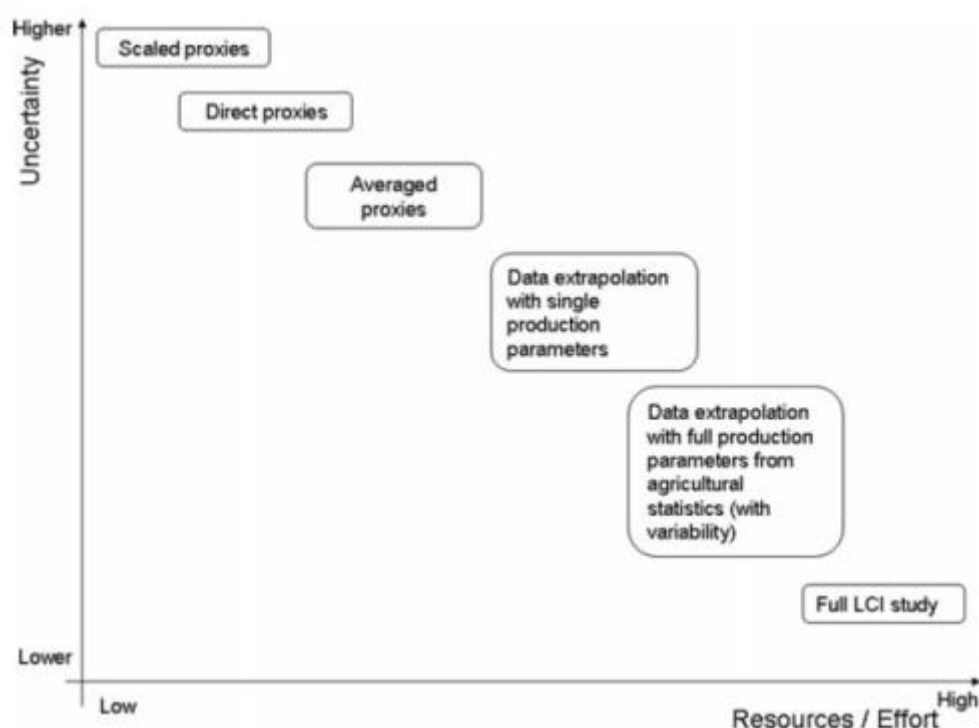 Higher
Uncertainty
Scaled proxies
Direct proxies
Averaged
proxies
Data extrapolation
with single
production
parameters
Data extrapolation
with full production
parameters from
agricultural
statistics (with
variability)
Full LCI study
Lower
Low
High
Resources / Effort